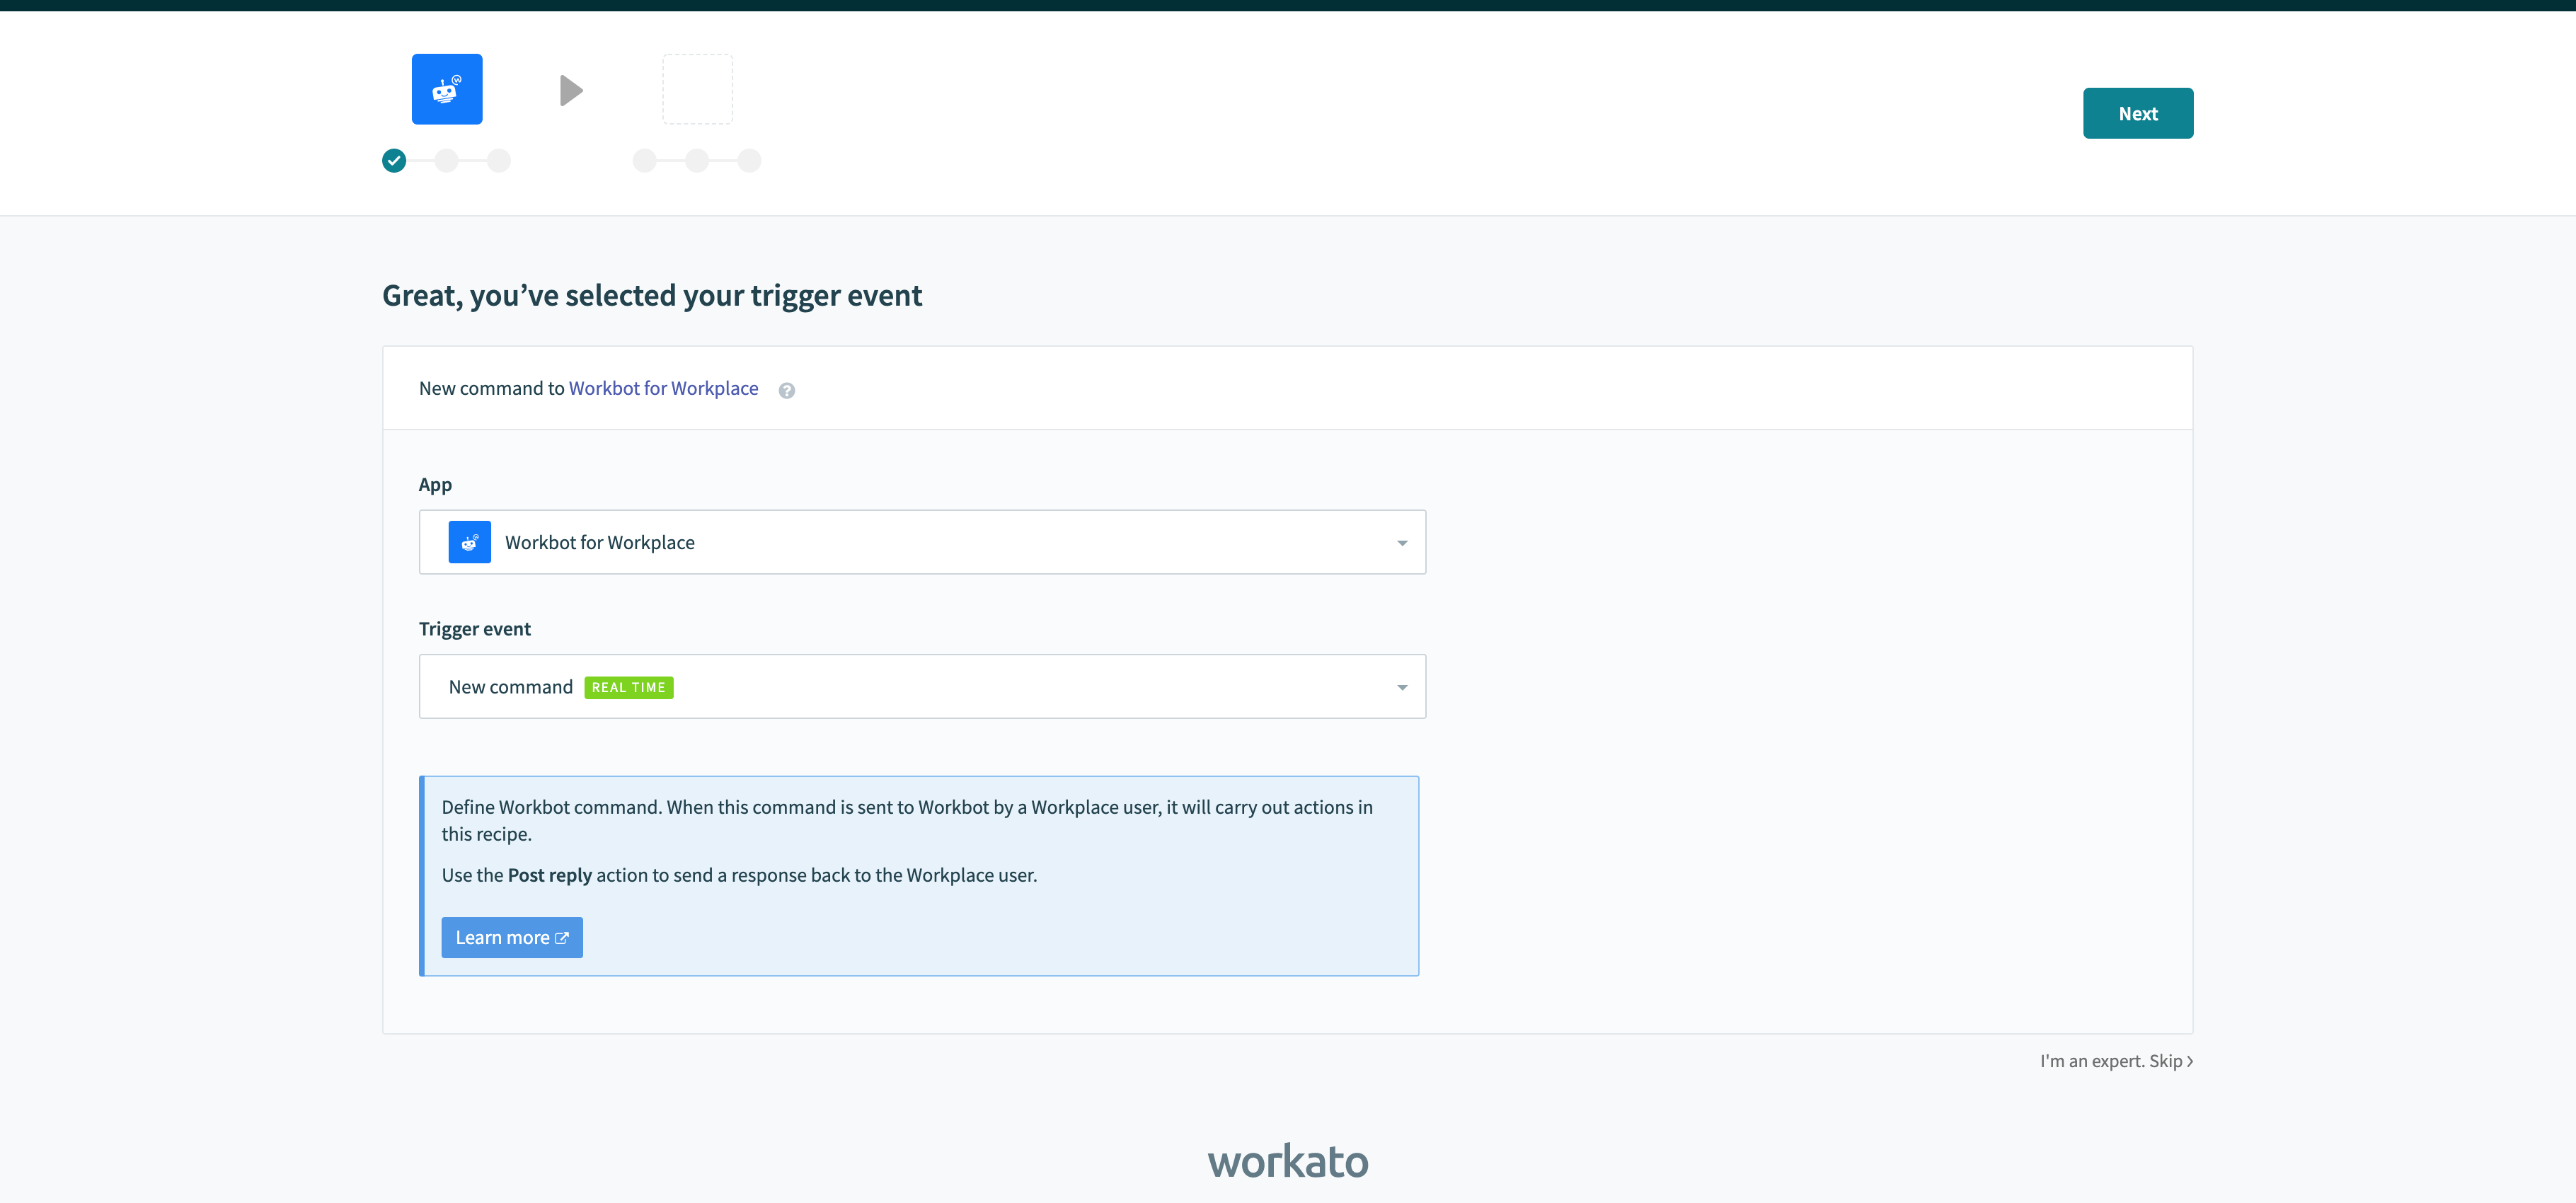 Next
Great, you’ve selected your trigger event
New command to Workbot for Workplace ?
App
Workbot for Workplace
Trigger event
New command REAL TIME
Define Workbot command. When this command is sent to Workbot by a Workplace user, it will carry out actions in
this recipe.
Use the Post reply action to send a response back to the Workplace user.
Learn more
I'm an expert. Skip
workato